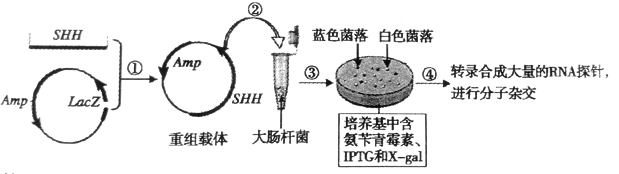 SHH
Amp
LacZ
①
Amp
SHH
重组载体
②
大肠杆菌
③
蓝色菌落
白色菌落
培养基中含
氨苄青霉素、
IPTG和X-gal
④
转录合成大量的RNA探针,
进行分子杂交